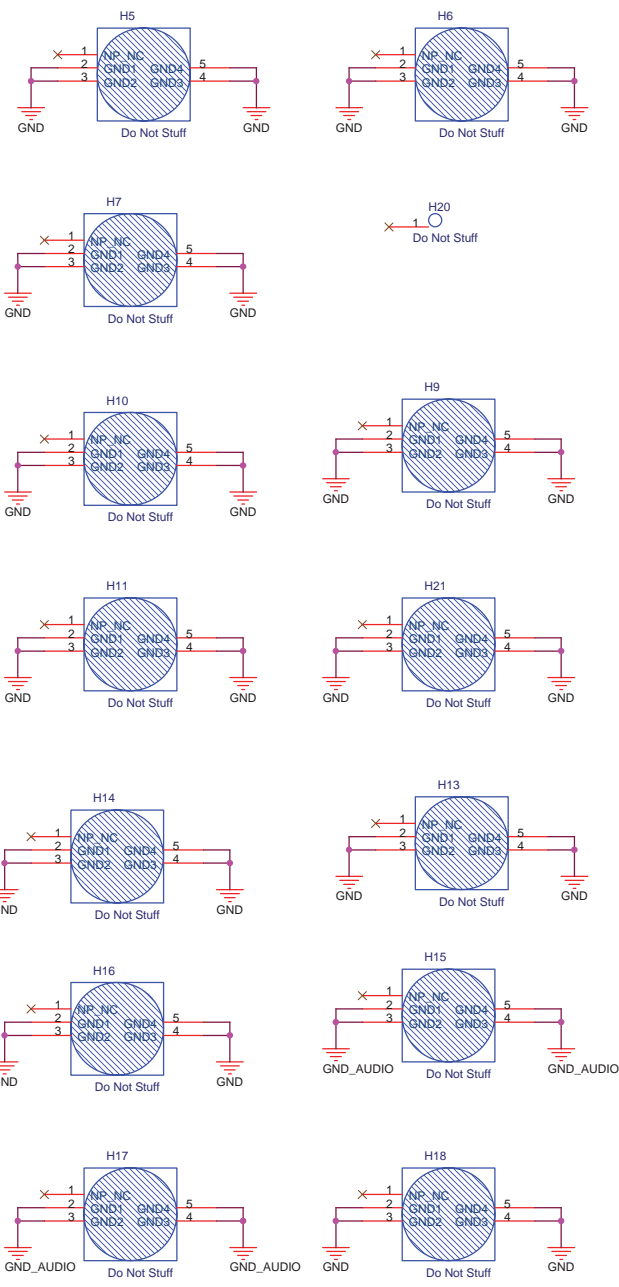 H5
1 NP_NC
2 GND1 GND4 5
3 GND2 GND3 4
GND GND
Do Not Stuff
H6
1 NP_NC
2 GND1 GND4 5
3 GND2 GND3 4
GND GND
Do Not Stuff
H7
1 NP_NC
2 GND1 GND4 5
3 GND2 GND3 4
GND GND
Do Not Stuff
H20
1
Do Not Stuff
H10
1 NP_NC
2 GND1 GND4 5
3 GND2 GND3 4
GND GND
Do Not Stuff
H9
1 NP_NC
2 GND1 GND4 5
3 GND2 GND3 4
GND GND
Do Not Stuff
H11
1 NP_NC
2 GND1 GND4 5
3 GND2 GND3 4
GND GND
Do Not Stuff
H21
1 NP_NC
2 GND1 GND4 5
3 GND2 GND3 4
GND GND
Do Not Stuff
H14
1 NP_NC
2 GND1 GND4 5
3 GND2 GND3 4
ND GND
Do Not Stuff
H13
1 NP_NC
2 GND1 GND4 5
3 GND2 GND3 4
GND GND
Do Not Stuff
H16
1 NP_NC
2 GND1 GND4 5
3 GND2 GND3 4
ND GND
Do Not Stuff
H15
1 NP_NC
2 GND1 GND4 5
3 GND2 GND3 4
GND_AUDIO GND_AUDIO
Do Not Stuff
H17
1 NP_NC
2 GND1 GND4 5
3 GND2 GND3 4
GND_AUDIO GND_AUDIO
Do Not Stuff
H18
1 NP_NC
2 GND1 GND4 5
3 GND2 GND3 4
GND GND
Do Not Stuff